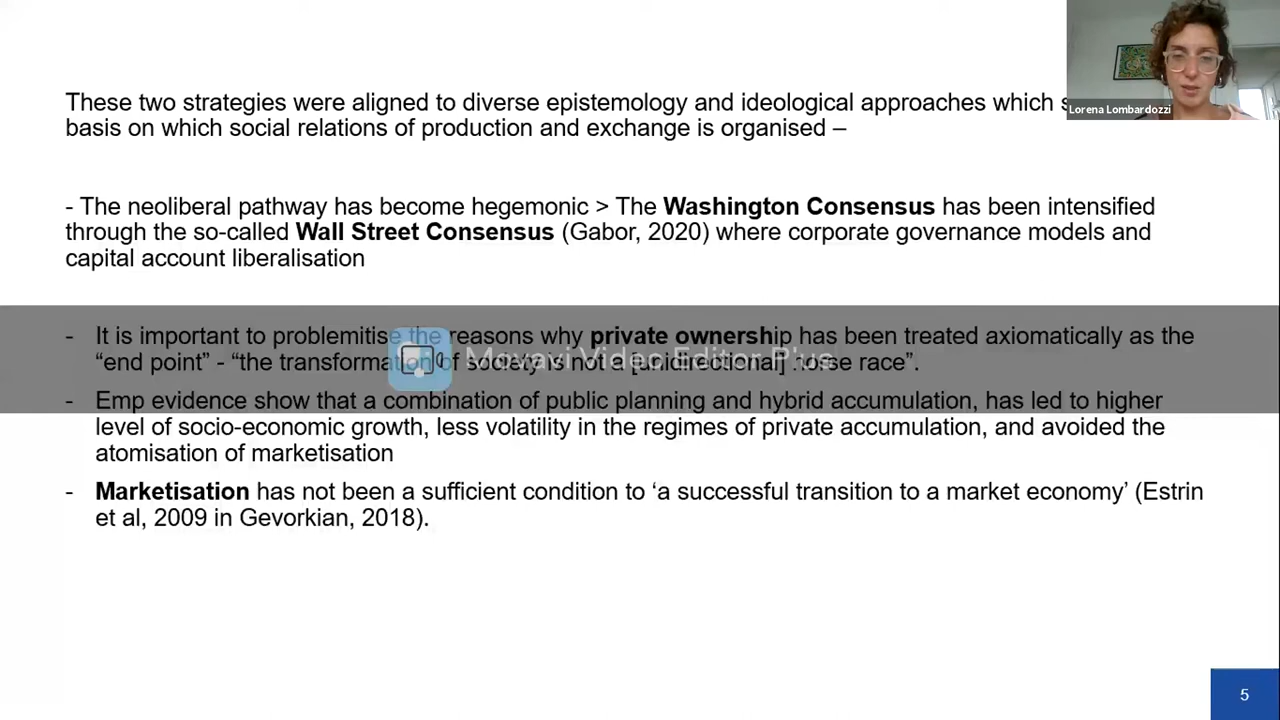 These two strategies were aligned to diverse epistemology and ideological approaches which
Lorena Lombardozzi
basis on which social relations of production and exchange is organised –
- The neoliberal pathway has become hegemonic > The Washington Consensus has been intensified
through the so-called Wall Street Consensus (Gabor, 2020) where corporate governance models and
capital account liberalisation
- It is important to problemitise the reasons why private ownership has been treated axiomatically as the
“end point” - “the transformation of society is not a [unidirectional] horse race”.
Movavi Video Editor Plus
- Emp evidence show that a combination of public planning and hybrid accumulation, has led to higher
level of socio-economic growth, less volatility in the regimes of private accumulation, and avoided the
atomisation of marketisation
- Marketisation has not been a sufficient condition to ‘a successful transition to a market economy’ (Estrin
et al, 2009 in Gevorkian, 2018).
5